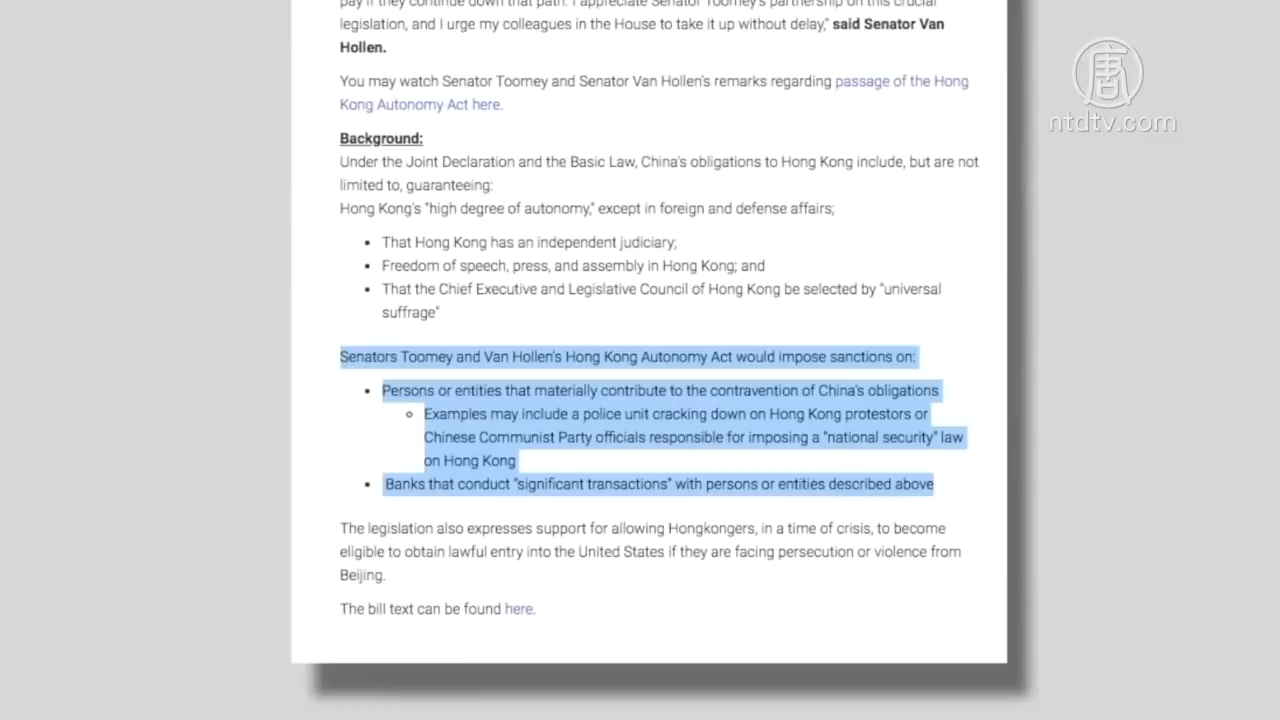 pay if they continue down that path. I appreciate Senator Toomey's partnership on this crucial
legislation, and I urge my colleagues in the House to take it up without delay," said Senator Van
Hollen.
You may watch Senator Toomey and Senator Van Hollen's remarks regarding passage of the Hong
Kong Autonomy Act here.
Background:
Under the Joint Declaration and the Basic Law, China's obligations to Hong Kong include, but are not
limited to, guaranteeing:
Hong Kong's "high degree of autonomy," except in foreign and defense affairs;
• That Hong Kong has an independent judiciary;
• Freedom of speech, press, and assembly in Hong Kong; and
• That the Chief Executive and Legislative Council of Hong Kong be selected by "universal
suffrage"
Senators Toomey and Van Hollen's Hong Kong Autonomy Act would impose sanctions on:
• Persons or entities that materially contribute to the contravention of China's obligations
◦ Examples may include a police unit cracking down on Hong Kong protestors or
Chinese Communist Party officials responsible for imposing a "national security" law
on Hong Kong
• Banks that conduct "significant transactions" with persons or entities described above
The legislation also expresses support for allowing Hongkongers, in a time of crisis, to become
eligible to obtain lawful entry into the United States if they are facing persecution or violence from
Beijing.
The bill text can be found here.
唐
ntdtv.com